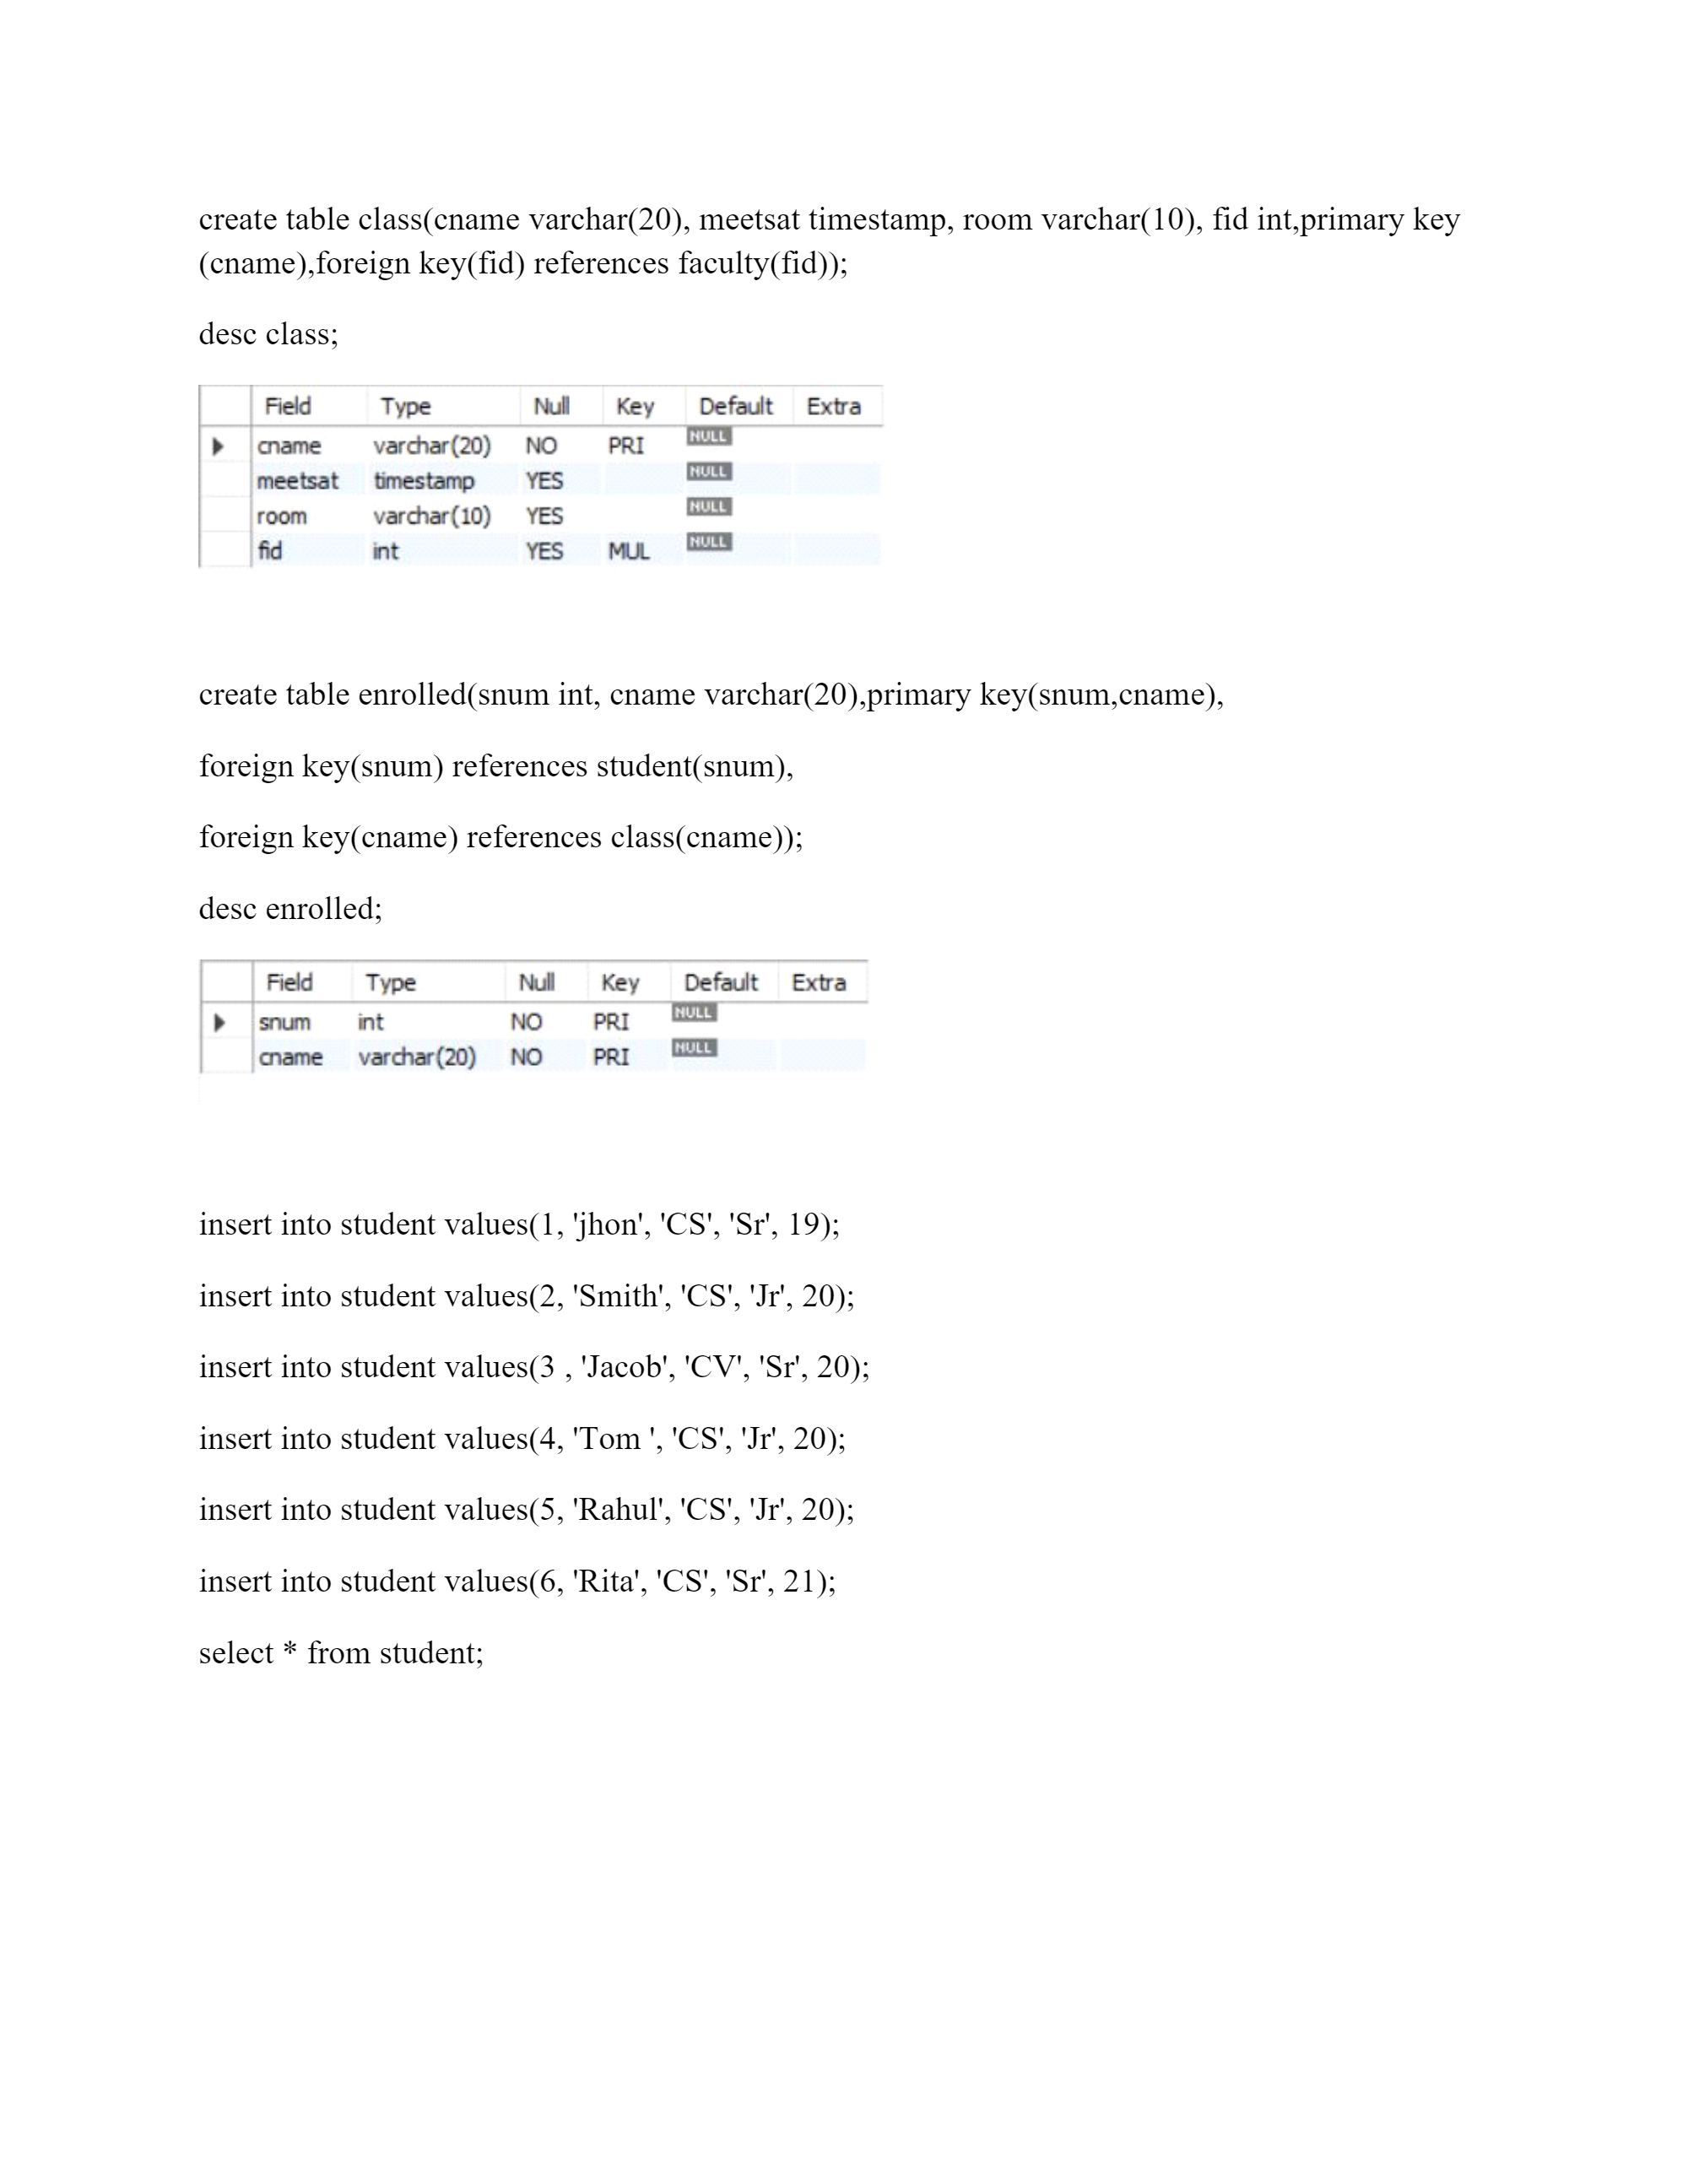 create table class(cname varchar(20), meetsat timestamp, room varchar(10), fid int,primary key
(cname),foreign key(fid) references faculty(fid));
desc class;
Field Type Null Key Default Extra
cname varchar(20) NO PRI NULL
meetsat timestamp YES NULL
room varchar(10) YES NULL
fid int YES MUL NULL
create table enrolled(snum int, cname varchar(20),primary key(snum,cname),
foreign key(snum) references student(snum),
foreign key(cname) references class(cname));
desc enrolled;
Field Type Null Key Default Extra
snum int NO PRI NULL
cname varchar(20) NO PRI NULL
insert into student values(1, 'jhon', 'CS', 'Sr', 19);
insert into student values(2, 'Smith', 'CS', 'Jr', 20);
insert into student values(3 , 'Jacob', 'CV', 'Sr', 20);
insert into student values(4, 'Tom ', 'CS', 'Jr', 20);
insert into student values(5, 'Rahul', 'CS', 'Jr', 20);
insert into student values(6, 'Rita', 'CS', 'Sr', 21);
select * from student;